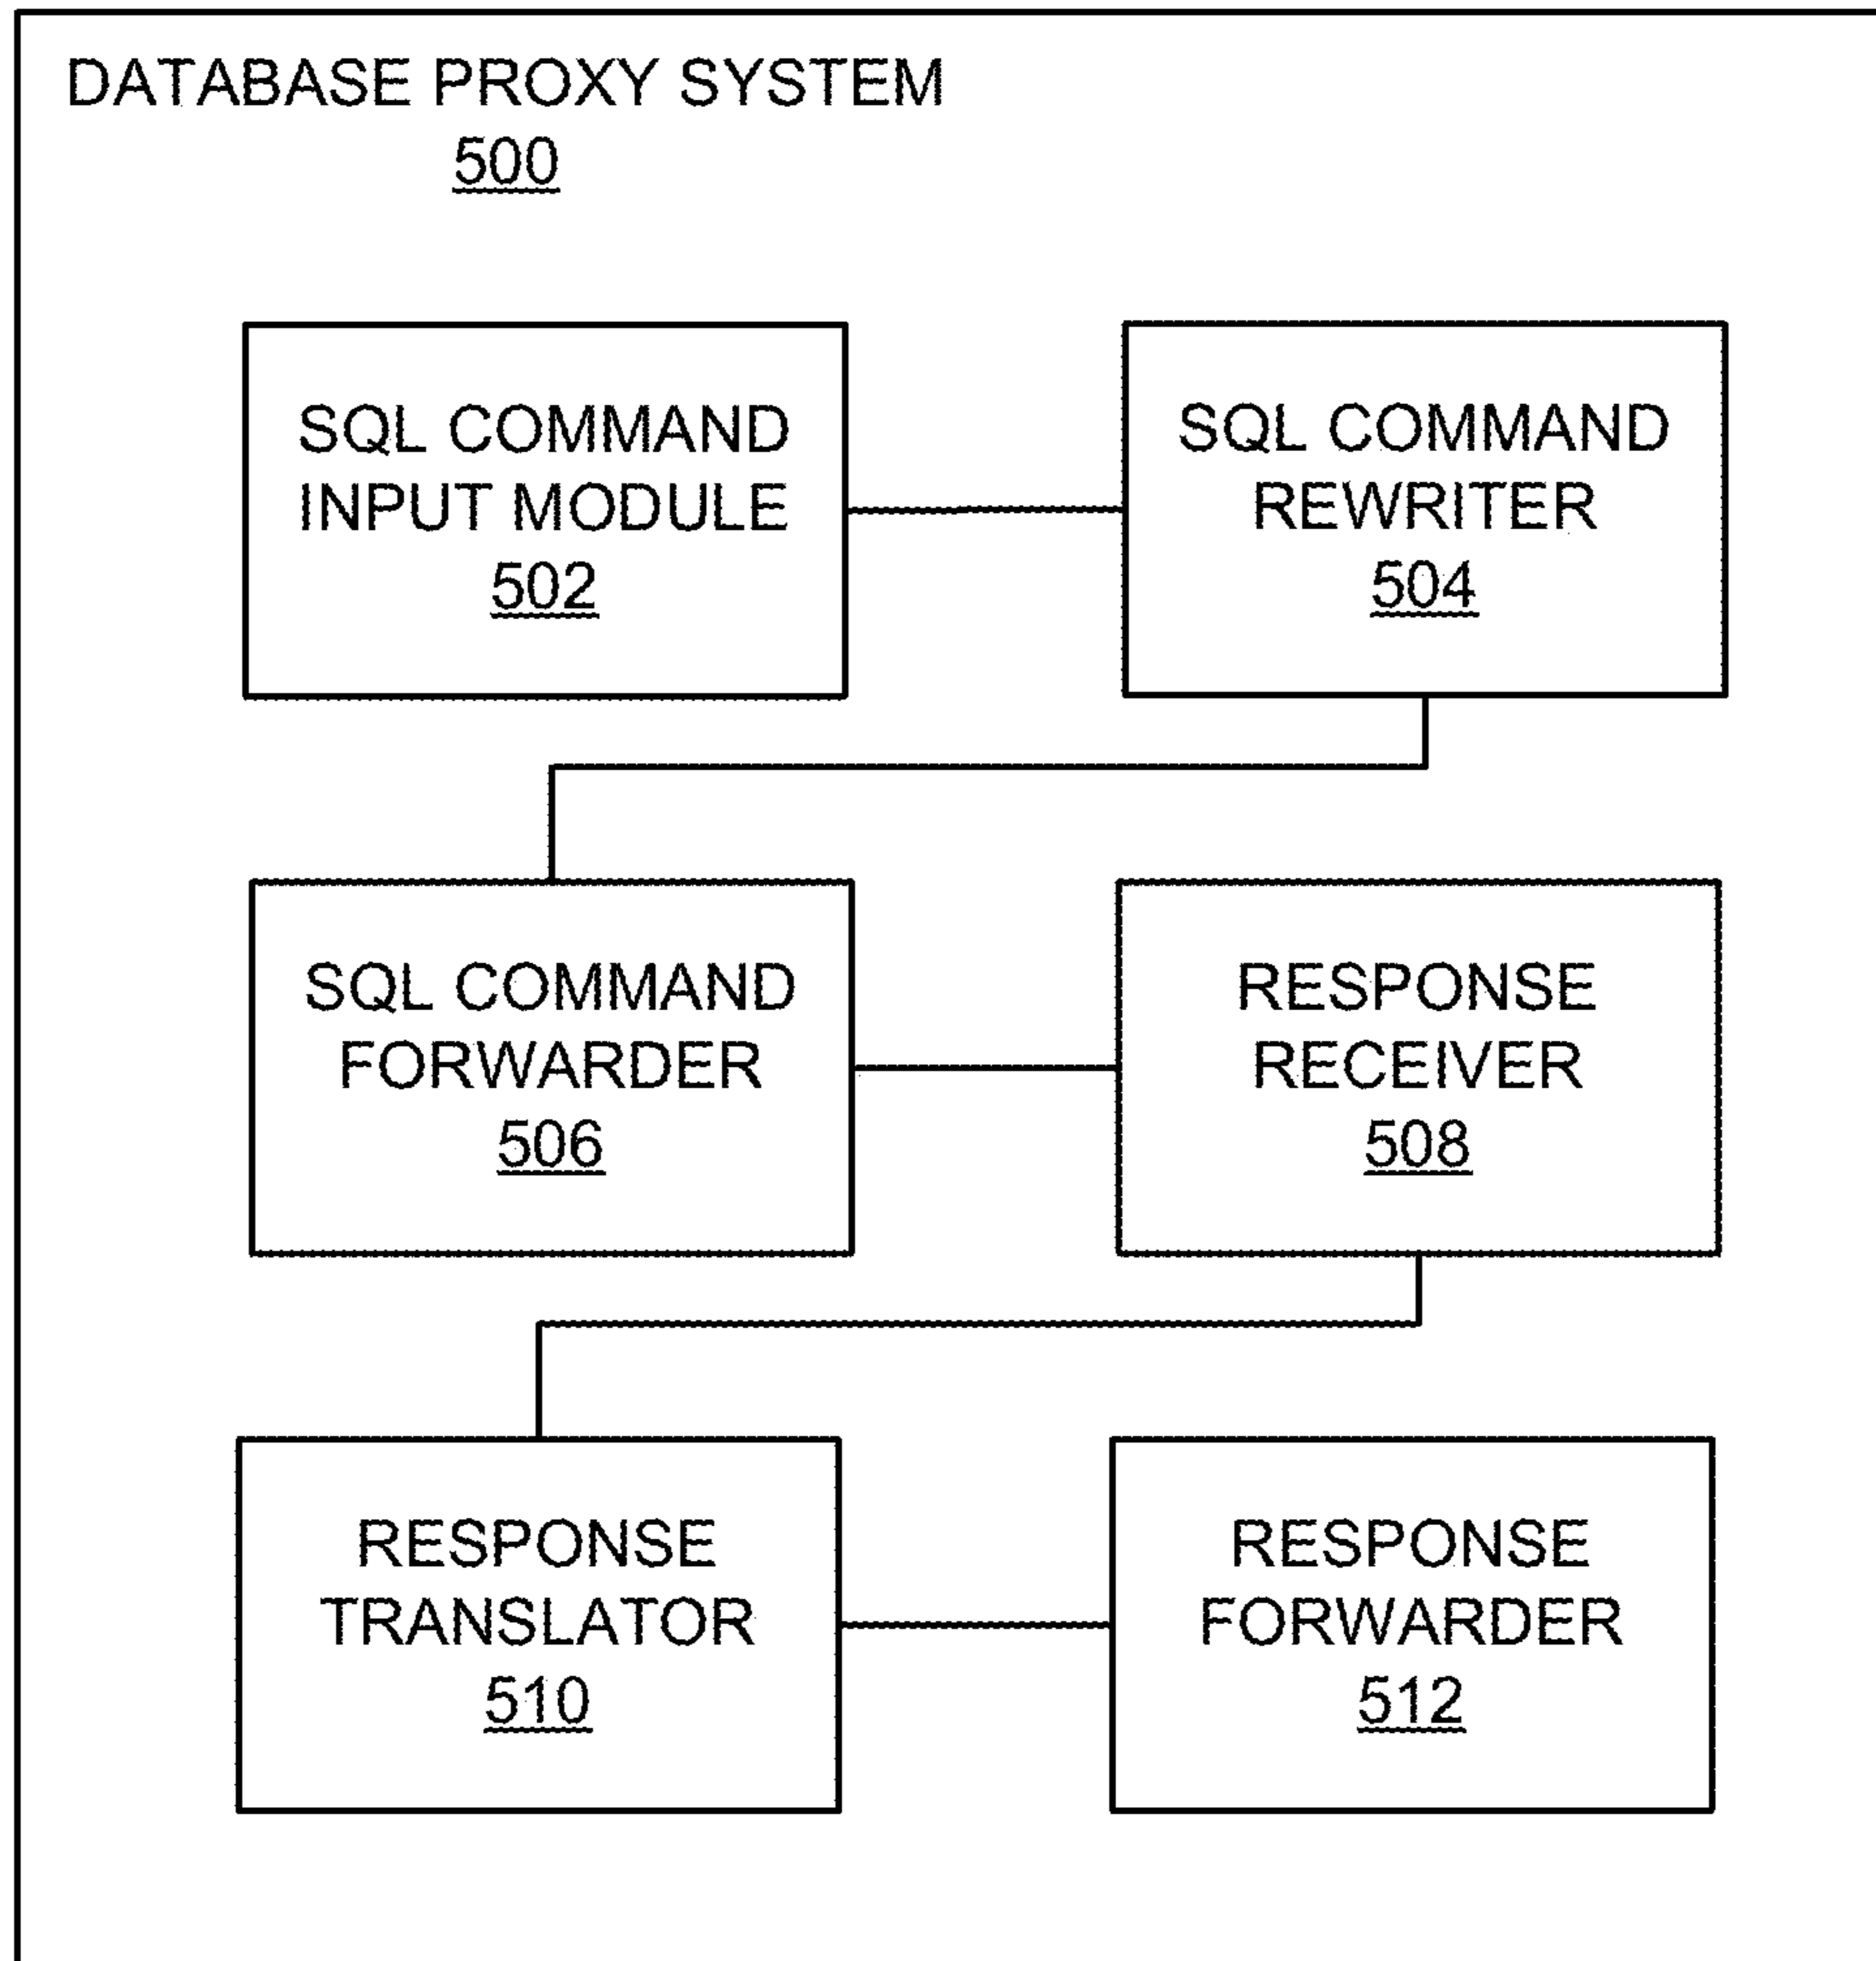 DATABASE PROXY SYSTEM
500
SQL COMMAND
INPUT MODULE
502
SQL COMMAND
REWRITER
504
SQL COMMAND
FORWARDER
506
RESPONSE
RECEIVER
508
RESPONSE
TRANSLATOR
510
RESPONSE
FORWARDER
512